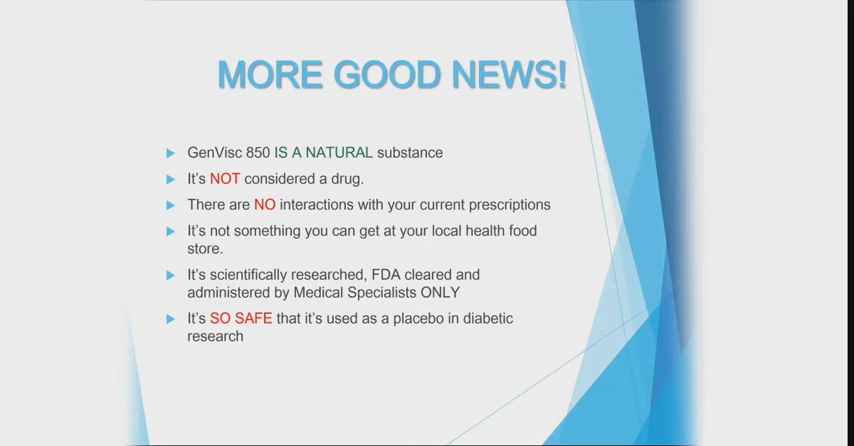 MORE GOOD NEWS!
GenVisc 850 IS A NATURAL substance
It's NOT considered a drug.
There are NO interactions with your current prescriptions
It's not something you can get at your local health food
store.
It's scientifically researched, FDA cleared and
administered by Medical Specialists ONLY
It's SO SAFE that it's used as a placebo in diabetic
research